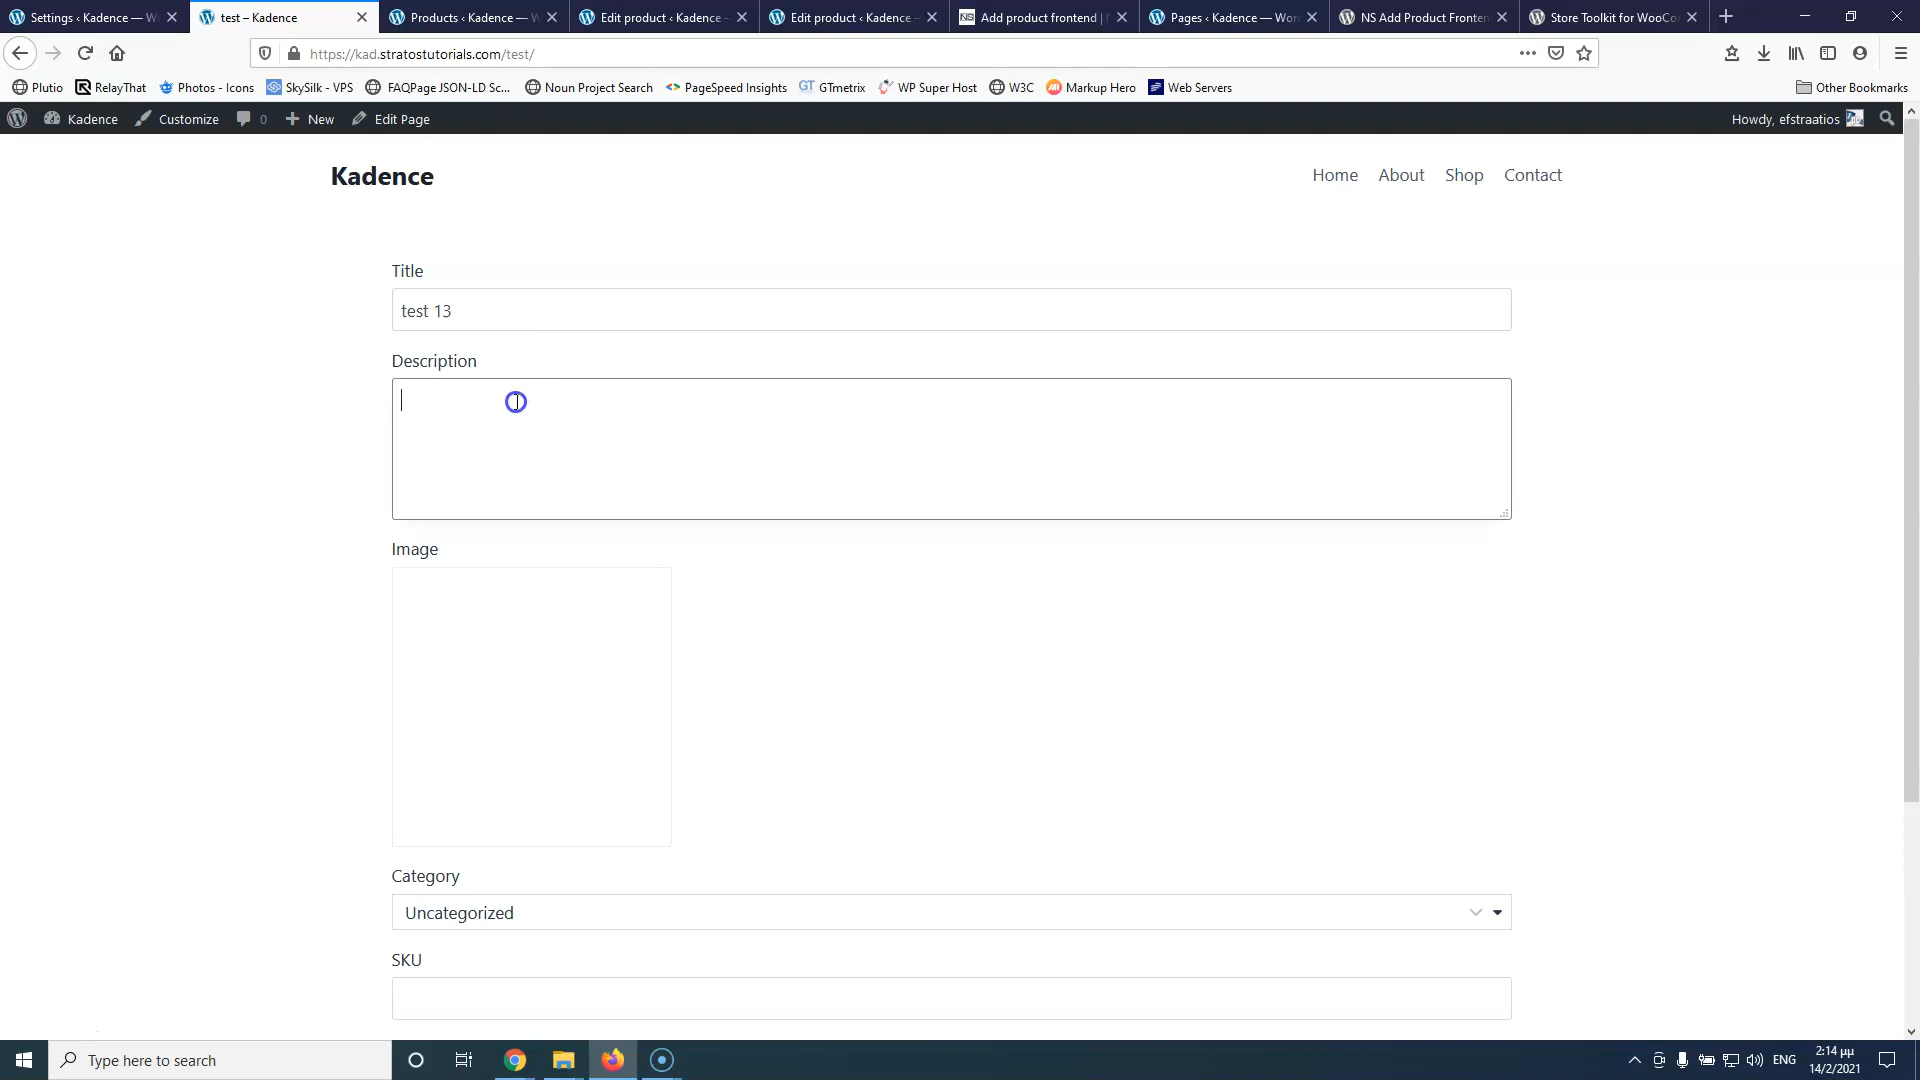 Settings ‹ Kadence — W
test – Kadence
Products ‹ Kadence — W
Edit product ‹ Kadence –
Edit product ‹ Kadence –
NS Add product frontend |
Pages ‹ Kadence — Wor
NS Add Product Fronten
Store Toolkit for WooCo
https://kad.stratostutorials.com/test/
Plutio
RelayThat
Photos - Icons
SkySilk - VPS
FAQPage JSON-LD Sc...
Noun Project Search
PageSpeed Insights
GT GTmetrix
WP Super Host
W3C
Markup Hero
Web Servers
Other Bookmarks
Kadence
Customize
0
New
Edit Page
Howdy, efstraatios
Kadence
Home
About
Shop
Contact
Title
test 13
Description
Image
Category
Uncategorized
SKU
Type here to search
ENG
2:14 μμ
14/2/2021